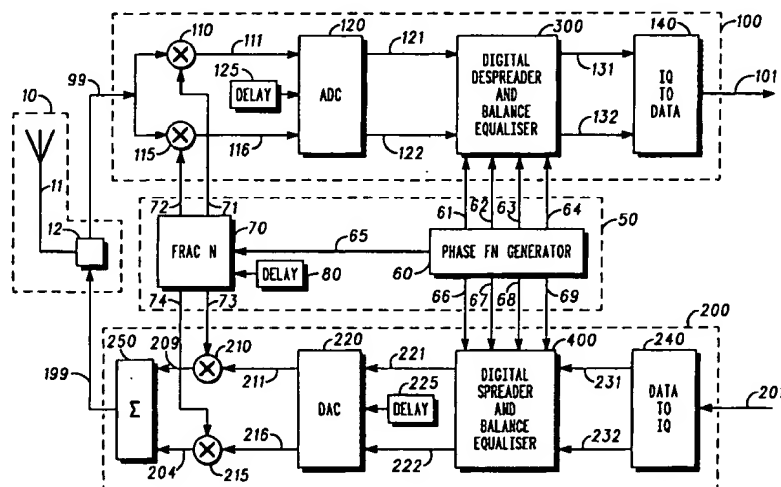 110
111
120
121
300
140
100
99
125
DELAY
ADC
DIGITAL
DESPREADER
AND
BALANCE
EQUALISER
131
IQ
TO
DATA
101
10
115
116
122
132
11
72
71
61
62
63
64
50
12
70
FRAC N
65
60
PHASE FN GENERATOR
DELAY
80
74
73
66
67
68
69
200
250
209
210
220
221
400
240
Σ
211
DAC
225
DELAY
DIGITAL
SPREADER
AND
BALANCE
EQUALISER
231
DATA
TO
IQ
201
199
204
215
216
222
232